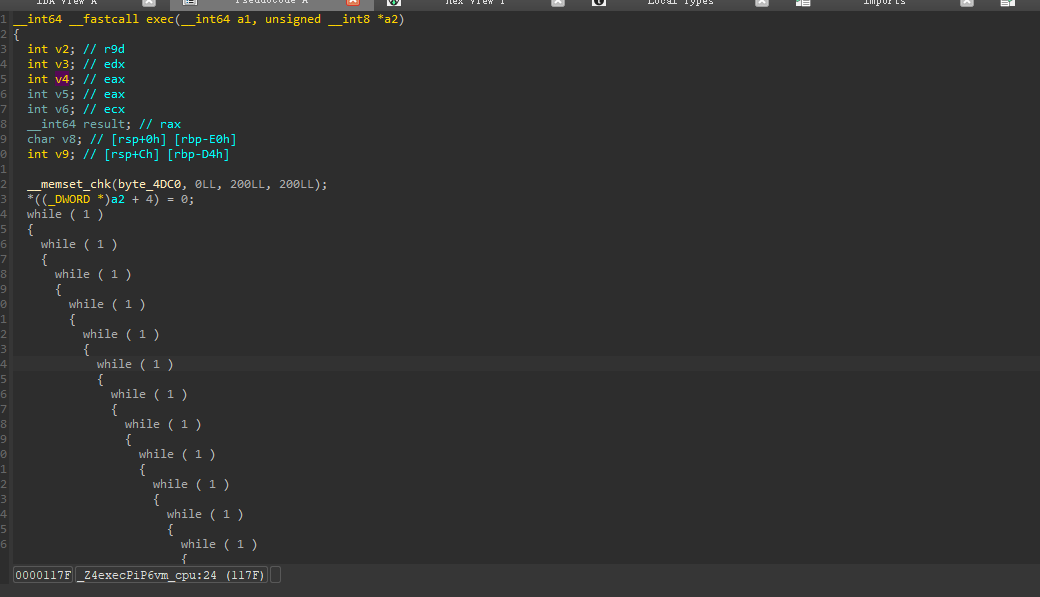 IDA View-A Pseudocode-A Hex View-1 Local Types Imports
1 __int64 __fastcall exec(__int64 a1, unsigned __int8 *a2)
2 {
3 int v2; // r9d
4 int v3; // edx
5 int v4; // eax
6 int v5; // eax
7 int v6; // ecx
8 __int64 result; // rax
9 char v8; // [rsp+0h] [rbp-E0h]
0 int v9; // [rsp+Ch] [rbp-D4h]
1
2 __memset_chk(byte_4DC0, 0LL, 200LL, 200LL);
3 *((_DWORD *)a2 + 4) = 0;
4 while ( 1 )
5 {
6 while ( 1 )
7 {
8 while ( 1 )
9 {
0 while ( 1 )
1 {
2 while ( 1 )
3 {
4 while ( 1 )
5 {
6 while ( 1 )
7 {
8 while ( 1 )
9 {
0 while ( 1 )
1 {
2 while ( 1 )
3 {
4 while ( 1 )
5 {
6 while ( 1 )
{
0000117F _Z4execPiP6vm_cpu:24 (117F)